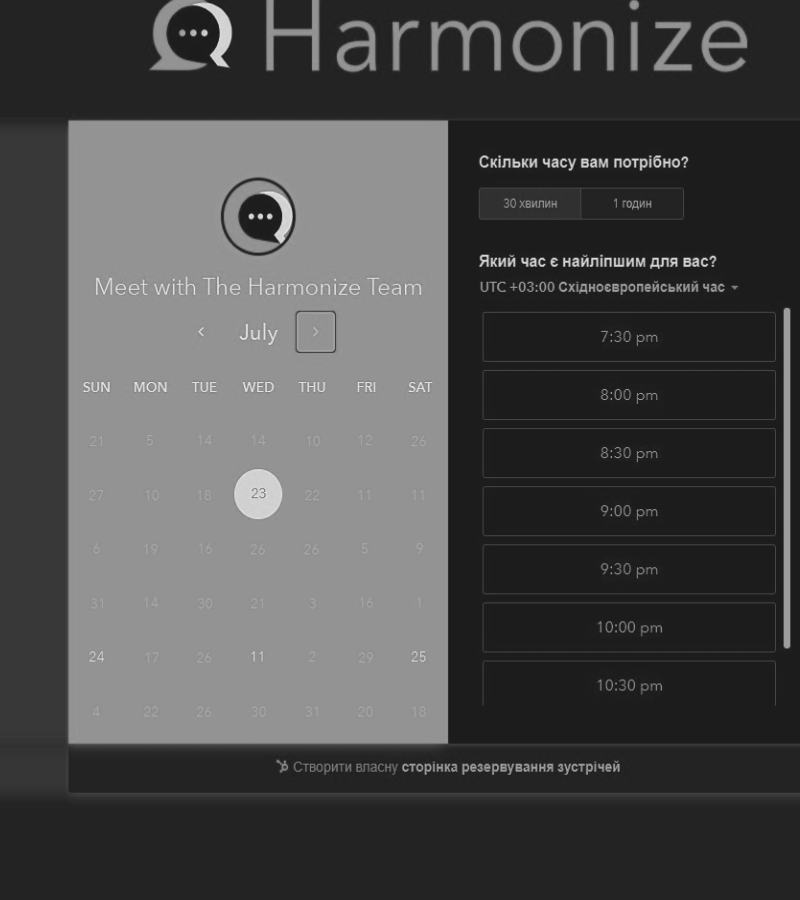 Harmonize
Meet with The Harmonize Team
July
SUN MON TUE WED THU FRI SAT
21 5 14 14 10 12 26
27 10 18 23 22 11 11
6 19 16 26 26 5 9
31 14 30 21 3 16 1
24 17 26 11 2 29 25
4 22 26 30 31 20 18
Скільки часу вам потрібно?
30 хвилин 1 годин
Який час є найліпшим для вас?
UTC +03:00 Східноєвропейський час
7:30 pm
8:00 pm
8:30 pm
9:00 pm
9:30 pm
10:00 pm
10:30 pm
Створити власну сторінка резервування зустрічей